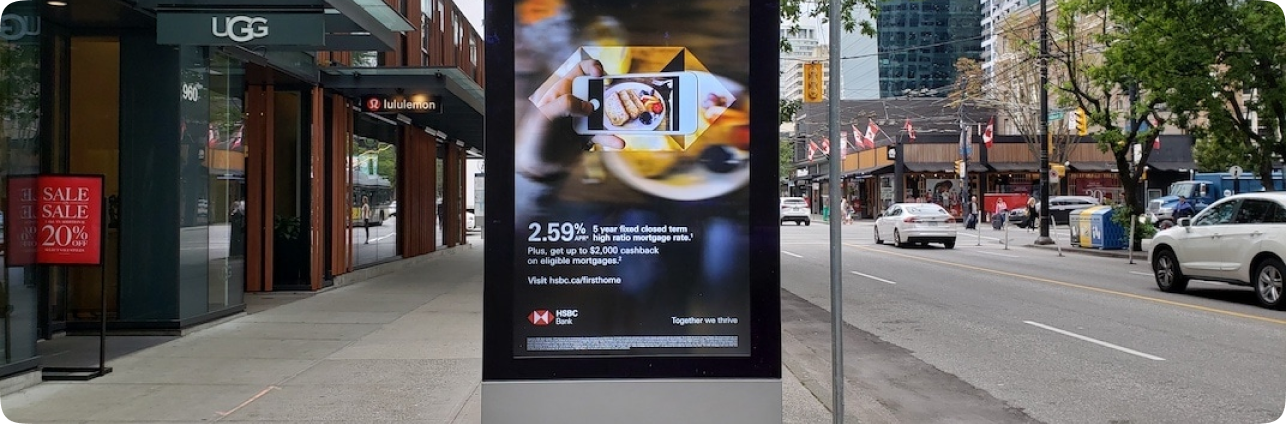 UGG
960
lululemon
SALE
SALE
20% OFF
2.59% APR*
5 year fixed closed term
high ratio mortgage rate.¹
Plus, get up to $2,000 cashback
on eligible mortgages.²
Visit hsbc.ca/firsthome
HSBC
Bank
Together we thrive